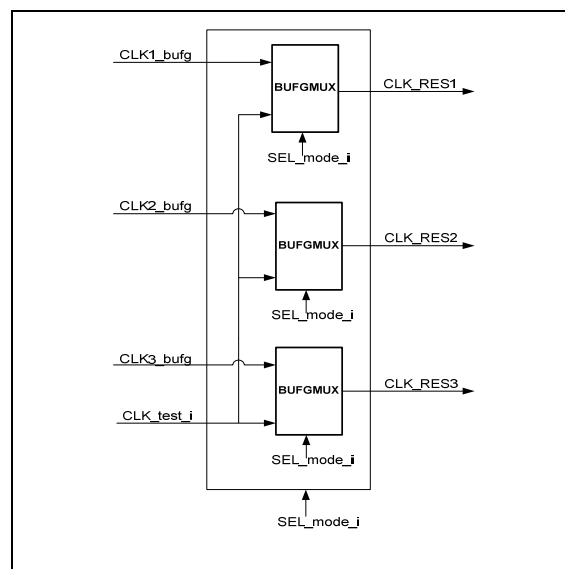 CLK1_bufg
BUFGMUX
CLK_RES1
SEL_mode_i
CLK2_bufg
BUFGMUX
CLK_RES2
SEL_mode_i
CLK3_bufg
BUFGMUX
CLK_RES3
CLK_test_i
SEL_mode_i
SEL_mode_i